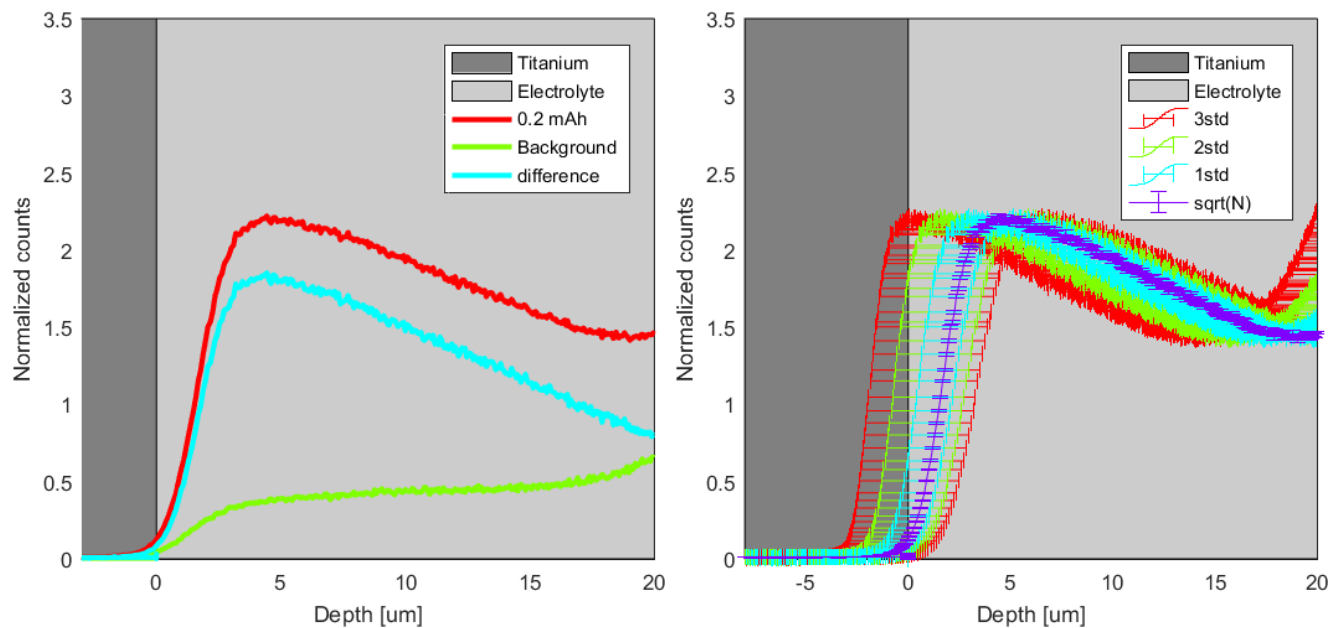 3.5
3
2.5
2
1.5
1
0.5
0
Normalized counts
Titanium
Electrolyte
0.2 mAh
Background
difference
0
5
10
15
20
Depth [um]
3.5
3
2.5
2
1.5
1
0.5
0
Normalized counts
Titanium
Electrolyte
3std
2std
1std
sqrt(N)
-5
0
5
10
15
20
Depth [um]